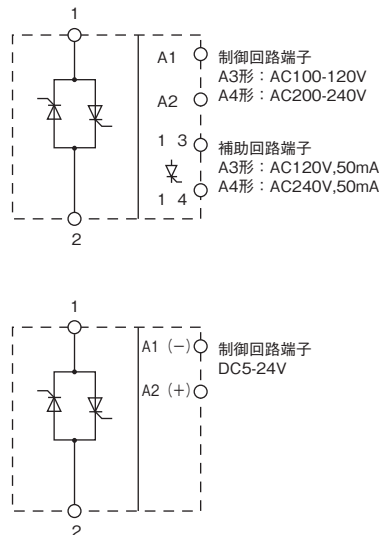 1
A1
制御回路端子
A3形：AC100-120V
A2
A4形：AC200-240V
1 3
補助回路端子
A3形：AC120V,50mA
A4形：AC240V,50mA
1 4
2
1
A1（−）
制御回路端子
DC5-24V
A2（+）
2